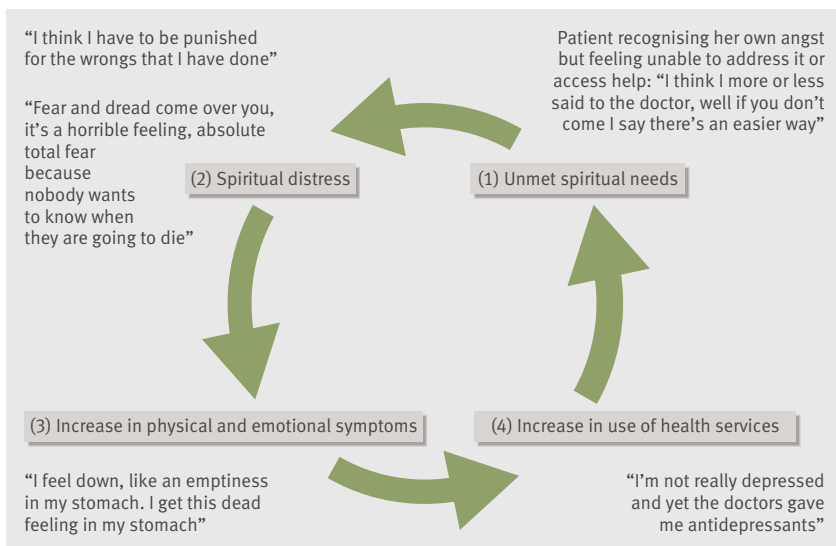 “I think I have to be punished
for the wrongs that I have done”
“Fear and dread come over you,
it’s a horrible feeling, absolute
total fear
because
nobody wants
to know when
they are going to die”
Patient recognising her own angst
but feeling unable to address it or
access help: “I think I more or less
said to the doctor, well if you don’t
come I say there’s an easier way”
(2) Spiritual distress
(1) Unmet spiritual needs
(3) Increase in physical and emotional symptoms
(4) Increase in use of health services
“I feel down, like an emptiness
in my stomach. I get this dead
feeling in my stomach”
“I’m not really depressed
and yet the doctors gave
me antidepressants”